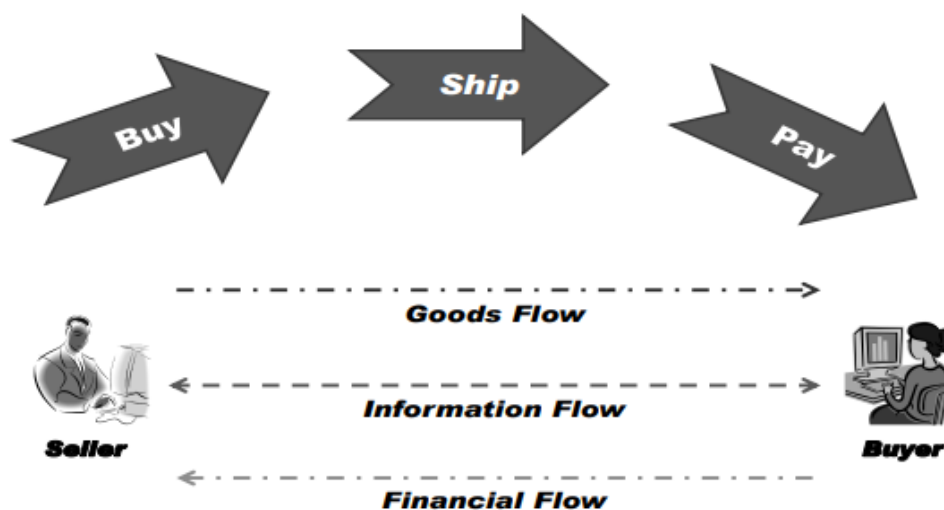 Buy
Ship
Pay
Goods Flow
Information Flow
Seller
Buyer
Financial Flow